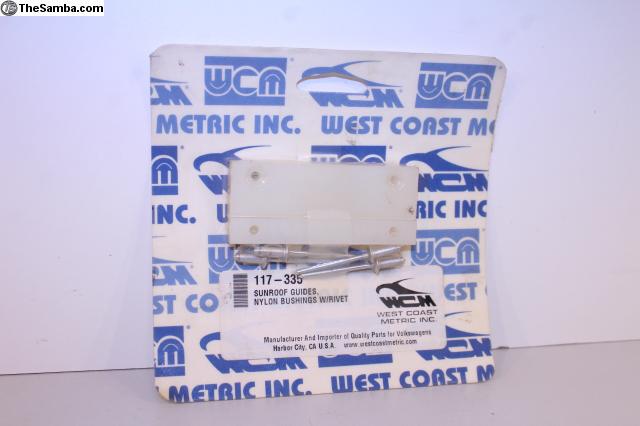 TheSamba.com
WCM
WCM
METRIC INC. WEST COAST M
WCM
INC.
117-335
SUNROOF GUIDES,
NYLON BUSHINGS W/RIVET
WCM
WEST COAST
METRIC INC.
Manufacturer And Importer of Quality Parts for Volkswagens
Harbor City, CA U.S.A. www.westcoastmetric.com
METRIC INC. WEST COAST M